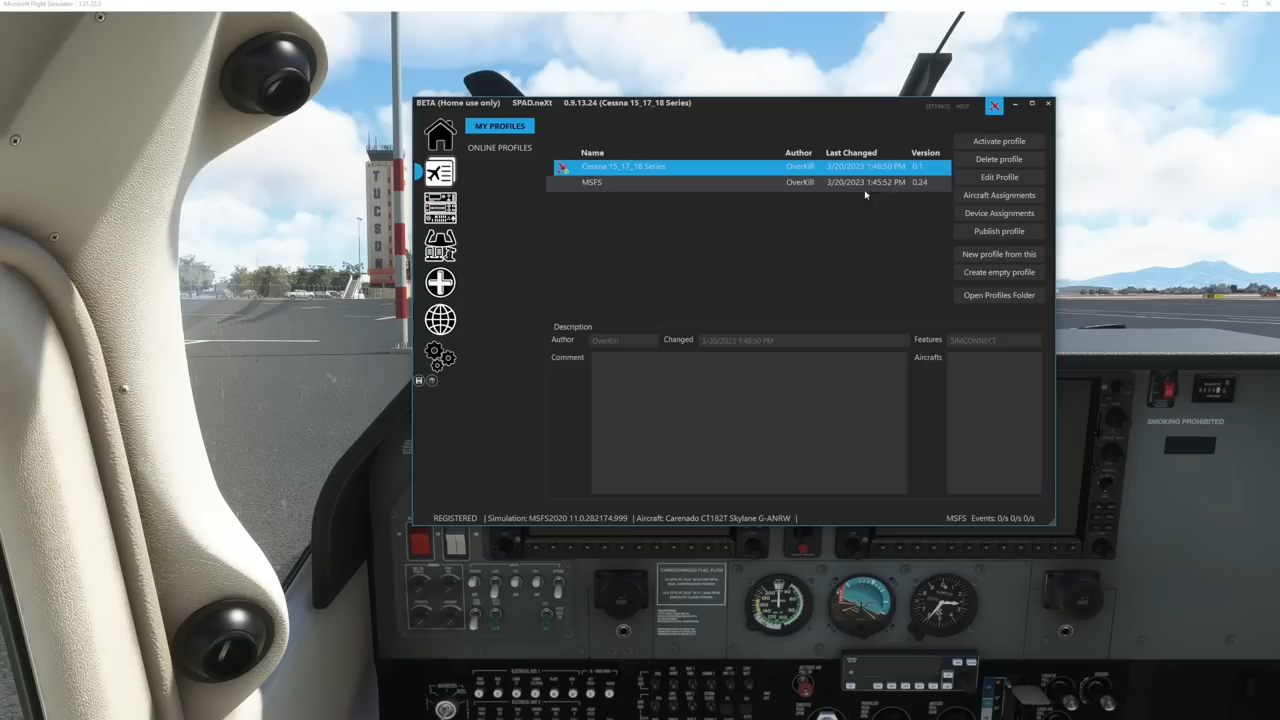 Microsoft Flight Simulator - 1.31.23.0
BETA (Home use only) SPAD.neXt 0.9.13.24 (Cessna 15_17_18 Series)
SETTINGS HELP
MY PROFILES
ONLINE PROFILES
Name Author Last Changed Version
Cessna 15_17_18 Series OverKill 3/20/2023 1:48:50 PM 0.1
MSFS OverKill 3/20/2023 1:45:52 PM 0.24
Activate profile
Delete profile
Edit Profile
Aircraft Assignments
Device Assignments
Publish profile
New profile from this
Create empty profile
Open Profiles Folder
Description
Author OverKill Changed 3/20/2023 1:48:50 PM Features SIMCONNECT
Comment Aircrafts
REGISTERED | Simulation: MSFS2020 11.0.282174.999 | Aircraft: Carenado CT182T Skylane G-ANRW | MSFS Events: 0/s 0/s 0/s
TUCSON
SMOKING PROHIBITED
TURBOCHARGED FUEL FLOW